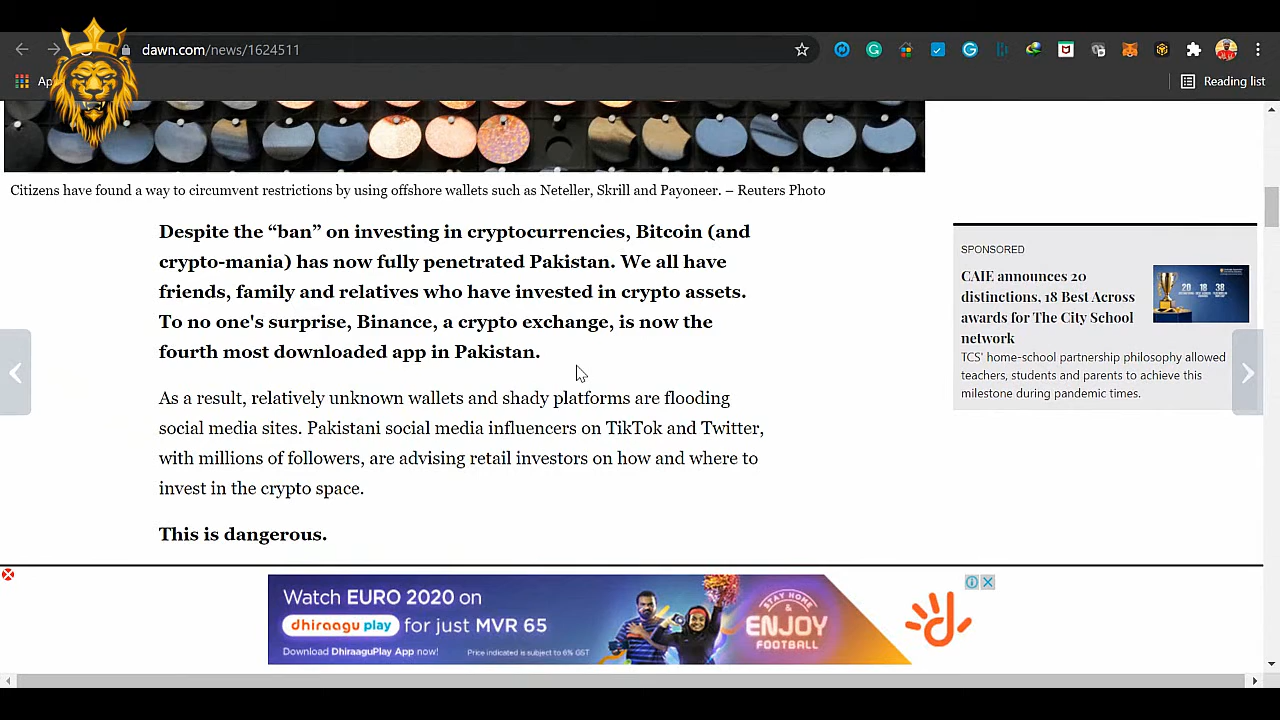 dawn.com/news/1624511
Ap
Reading list
Citizens have found a way to circumvent restrictions by using offshore wallets such as Neteller, Skrill and Payoneer. – Reuters Photo
Despite the “ban” on investing in cryptocurrencies, Bitcoin (and
crypto-mania) has now fully penetrated Pakistan. We all have
friends, family and relatives who have invested in crypto assets.
To no one's surprise, Binance, a crypto exchange, is now the
fourth most downloaded app in Pakistan.
As a result, relatively unknown wallets and shady platforms are flooding
social media sites. Pakistani social media influencers on TikTok and Twitter,
with millions of followers, are advising retail investors on how and where to
invest in the crypto space.
This is dangerous.
SPONSORED
CAIE announces 20
distinctions, 18 Best Across
awards for The City School
network
20 18 38
TCS' home-school partnership philosophy allowed
teachers, students and parents to achieve this
milestone during pandemic times.
Watch EURO 2020 on
dhiraagu play for just MVR 65
Download DhiraaguPlay App now!
Price indicated is subject to 6% GST
STAY HOME
&
ENJOY
FOOTBALL